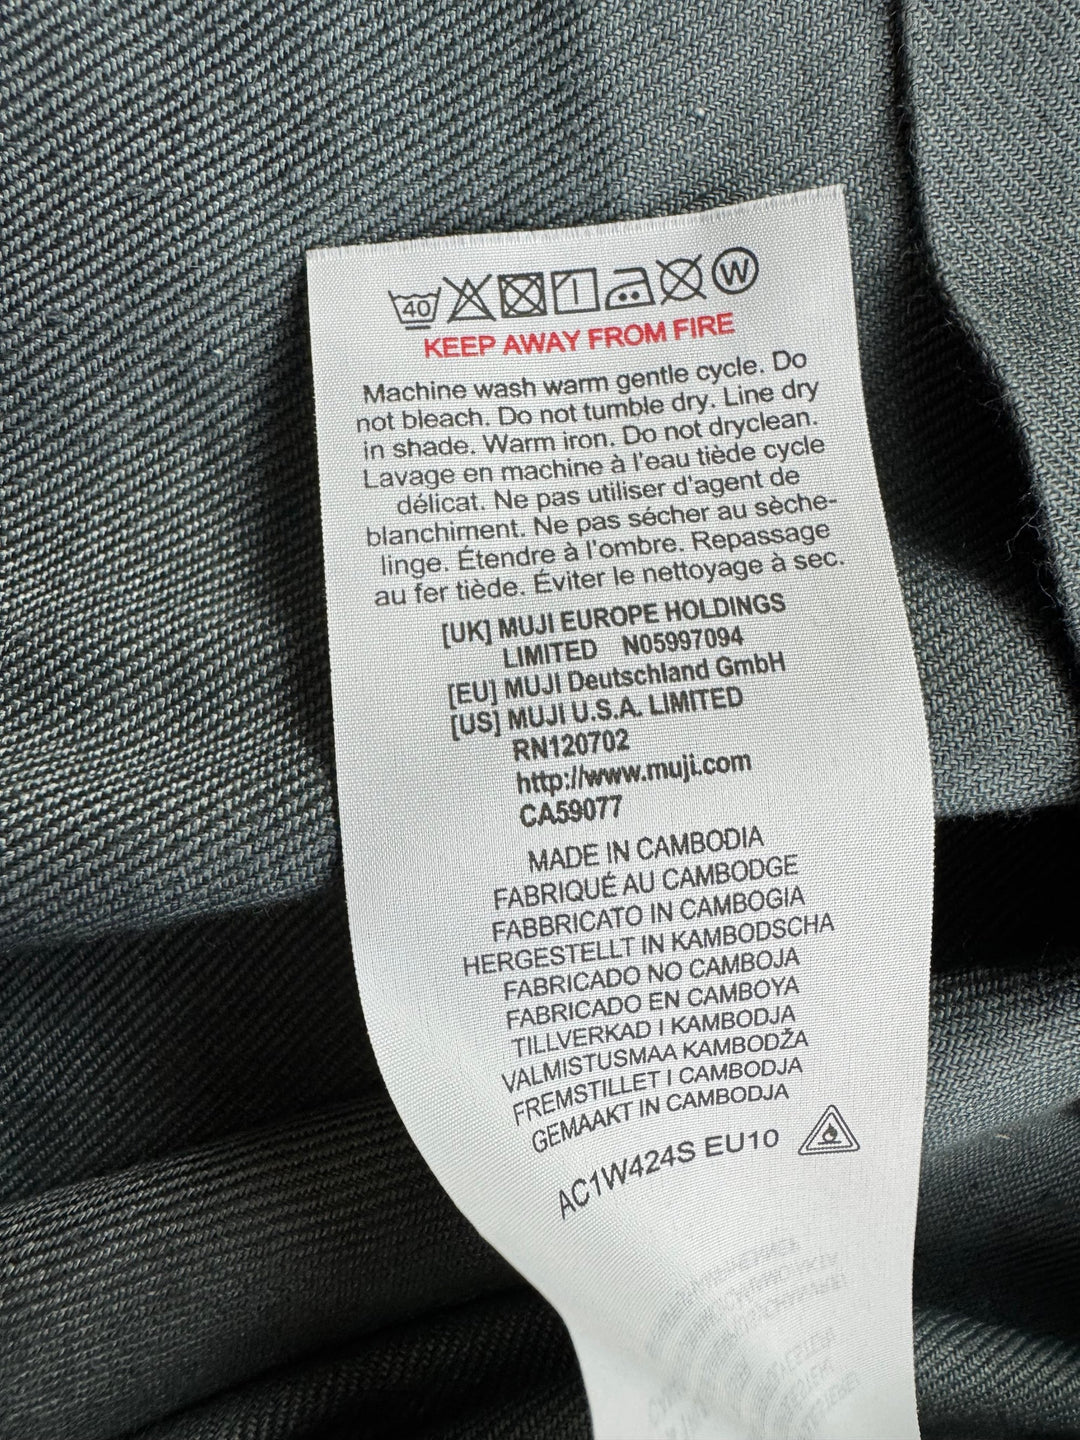 40 W
KEEP AWAY FROM FIRE
Machine wash warm gentle cycle. Do
not bleach. Do not tumble dry. Line dry
in shade. Warm iron. Do not dryclean.
Lavage en machine à l'eau tiède cycle
délicat. Ne pas utiliser d'agent de
blanchiment. Ne pas sécher au sèche-
linge. Étendre à l'ombre. Repassage
au fer tiède. Éviter le nettoyage à sec.
[UK] MUJI EUROPE HOLDINGS
LIMITED N05997094
[EU] MUJI Deutschland GmbH
[US] MUJI U.S.A. LIMITED
RN120702
http://www.muji.com
CA59077
MADE IN CAMBODIA
FABRIQUÉ AU CAMBODGE
FABBRICATO IN CAMBOGIA
HERGESTELLT IN KAMBODSCHA
FABRICADO NO CAMBOJA
FABRICADO EN CAMBOYA
TILLVERKAD I KAMBODJA
VALMISTUSMAA KAMBODŽA
FREMSTILLET I CAMBODJA
GEMAAKT IN CAMBODJA
AC1W424S EU10